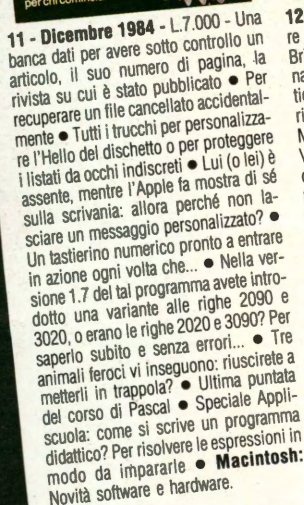 per chi comincia
11 - Dicembre 1984 - L.7.000 - Una
banca dati per avere sotto controllo un
articolo, il suo numero di pagina, la
rivista su cui è stato pubblicato ● Per
recuperare un file cancellato accidental-
mente ● Tutti i trucchi per personalizza-
re l'Hello del dischetto o per proteggere
i listati da occhi indiscreti ● Lui (o lei) è
assente, mentre l'Apple fa mostra di sé
sulla scrivania: allora perché non la-
sciare un messaggio personalizzato? ●
Un tastierino numerico pronto a entrare
in azione ogni volta che... ● Nella ver-
sione 1.7 del tal programma avete intro-
dotto una variante alle righe 2090 e
3020, o erano le righe 2020 e 3090? Per
saperlo subito e senza errori... ● Tre
animali feroci vi inseguono: riuscirete a
metterli in trappola? ● Ultima puntata
del corso di Pascal ● Speciale Appli-
scuola: come si scrive un programma
didattico? Per risolvere le espressioni in
modo da impararle ● Macintosh:
Novità software e hardware.
12